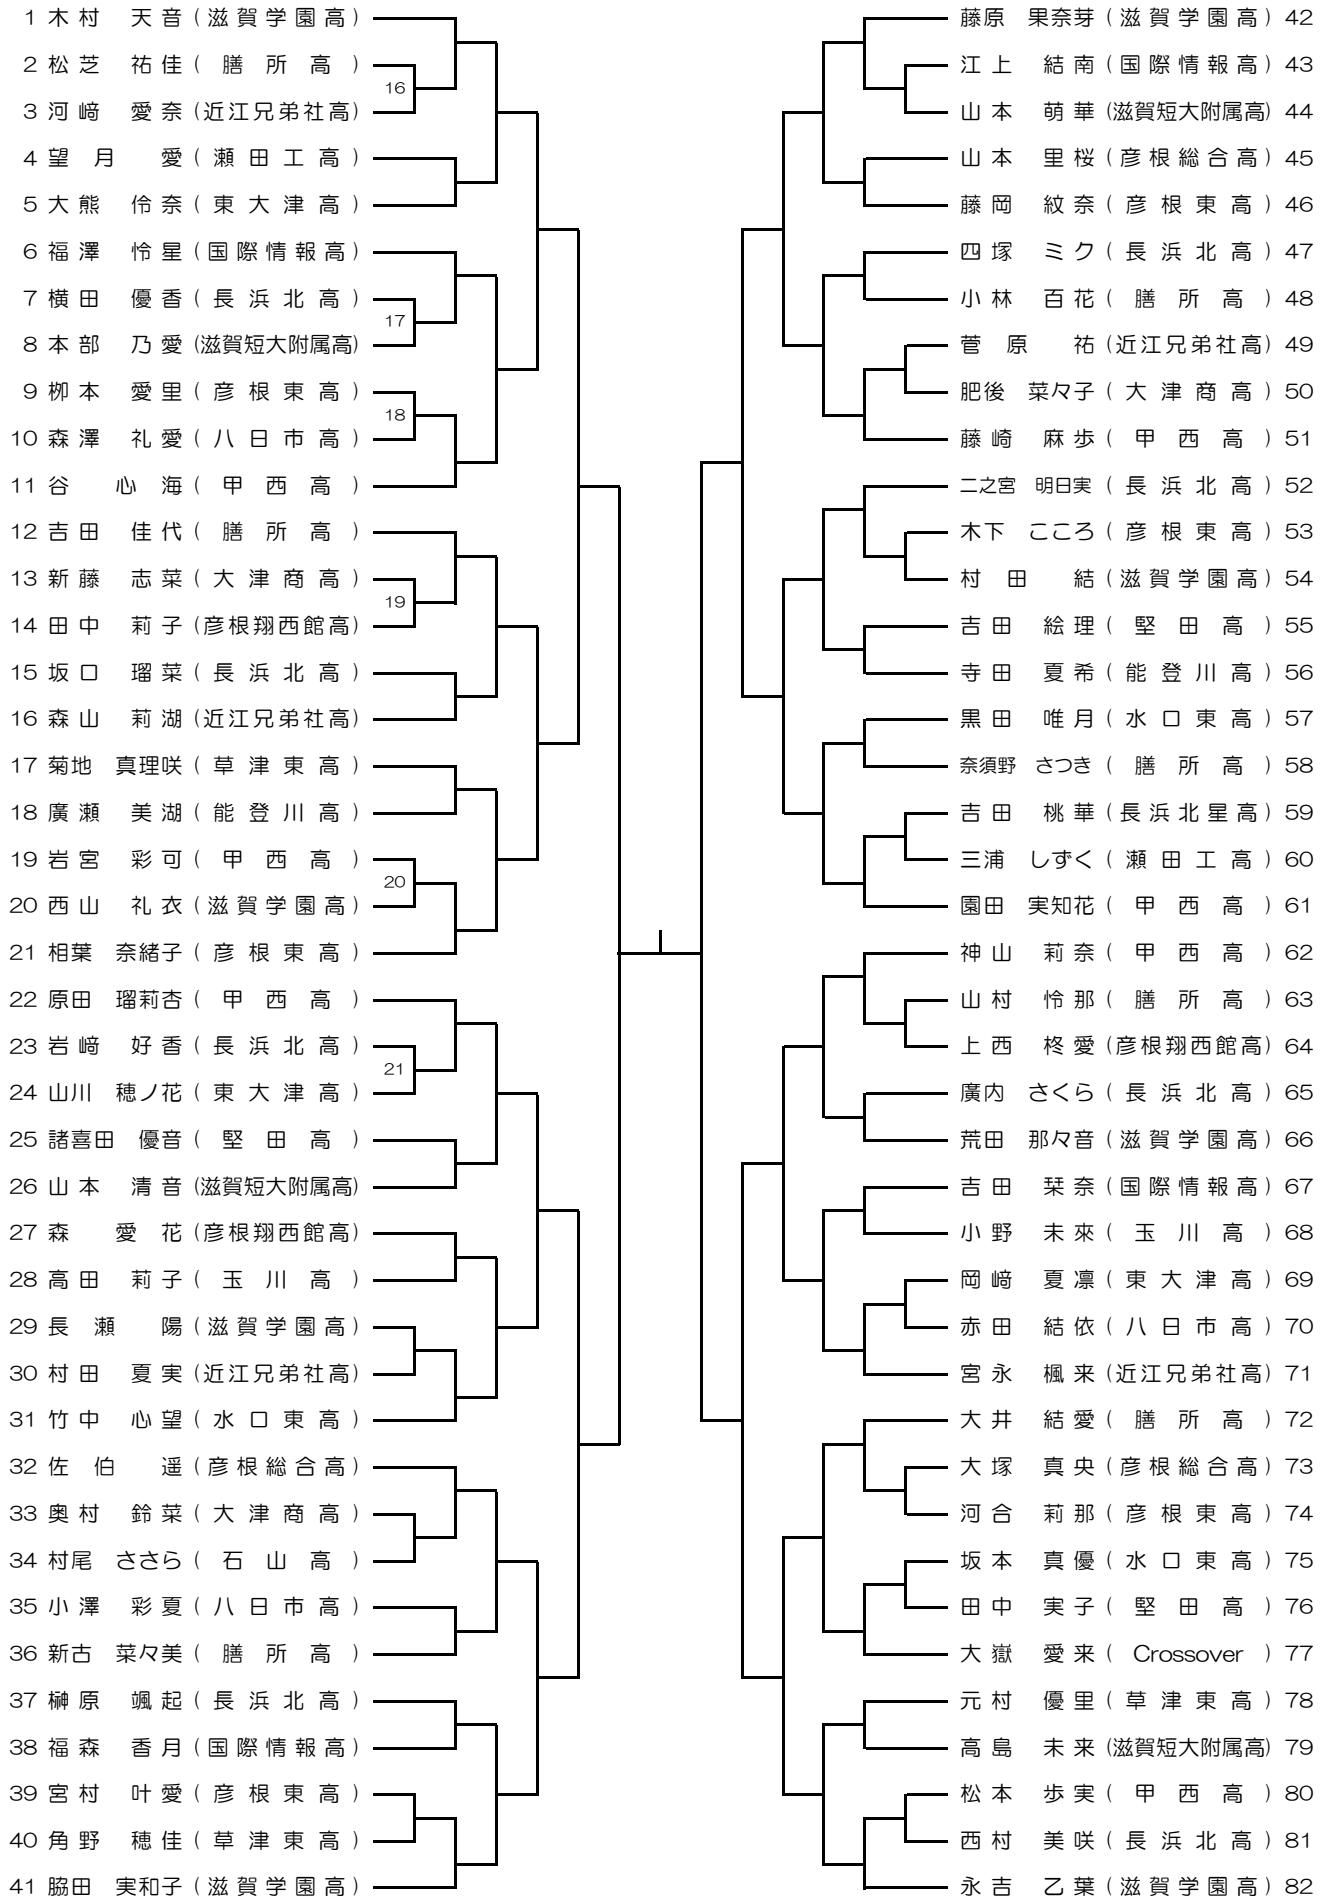 1 木村 天音 (滋賀学園高)
2 松芝 祐佳 (膳所高)
16
3 河﨑 愛奈 (近江兄弟社高)
4 望月 愛 (瀬田工高)
5 大熊 伶奈 (東大津高)
6 福澤 怜星 (国際情報高)
7 横田 優香 (長浜北高)
17
8 本部 乃愛 (滋賀短大附属高)
9 栁本 愛里 (彦根東高)
18
10 森澤 礼愛 (八日市高)
11 谷 心海 (甲西高)
12 吉田 佳代 (膳所高)
13 新藤 志菜 (大津商高)
19
14 田中 莉子 (彦根翔西館高)
15 坂口 瑠菜 (長浜北高)
16 森山 莉湖 (近江兄弟社高)
17 菊地 真理咲 (草津東高)
18 廣瀬 美湖 (能登川高)
19 岩宮 彩可 (甲西高)
20
20 西山 礼衣 (滋賀学園高)
21 相葉 奈緒子 (彦根東高)
22 原田 瑠莉杏 (甲西高)
23 岩﨑 好香 (長浜北高)
21
24 山川 穂ノ花 (東大津高)
25 諸喜田 優音 (堅田高)
26 山本 清音 (滋賀短大附属高)
27 森 愛花 (彦根翔西館高)
28 高田 莉子 (玉川高)
29 長瀬 陽 (滋賀学園高)
30 村田 夏実 (近江兄弟社高)
31 竹中 心望 (水口東高)
32 佐伯 遥 (彦根総合高)
33 奥村 鈴菜 (大津商高)
34 村尾 ささら (石山高)
35 小澤 彩夏 (八日市高)
36 新古 菜々美 (膳所高)
37 榊原 颯起 (長浜北高)
38 福森 香月 (国際情報高)
39 宮村 叶愛 (彦根東高)
40 角野 穂佳 (草津東高)
41 脇田 実和子 (滋賀学園高)
藤原 果奈芽 (滋賀学園高) 42
江上 結南 (国際情報高) 43
山本 萌華 (滋賀短大附属高) 44
山本 里桜 (彦根総合高) 45
藤岡 紋奈 (彦根東高) 46
四塚 ミク (長浜北高) 47
小林 百花 (膳所高) 48
菅原 祐 (近江兄弟社高) 49
肥後 菜々子 (大津商高) 50
藤崎 麻歩 (甲西高) 51
二之宮 明日実 (長浜北高) 52
木下 こころ (彦根東高) 53
村田 結 (滋賀学園高) 54
吉田 絵理 (堅田高) 55
寺田 夏希 (能登川高) 56
黒田 唯月 (水口東高) 57
奈須野 さつき (膳所高) 58
吉田 桃華 (長浜北星高) 59
三浦 しずく (瀬田工高) 60
園田 実知花 (甲西高) 61
神山 莉奈 (甲西高) 62
山村 怜那 (膳所高) 63
上西 柊愛 (彦根翔西館高) 64
廣内 さくら (長浜北高) 65
荒田 那々音 (滋賀学園高) 66
吉田 栞奈 (国際情報高) 67
小野 未來 (玉川高) 68
岡﨑 夏凛 (東大津高) 69
赤田 結依 (八日市高) 70
宮永 楓来 (近江兄弟社高) 71
大井 結愛 (膳所高) 72
大塚 真央 (彦根総合高) 73
河合 莉那 (彦根東高) 74
坂本 真優 (水口東高) 75
田中 実子 (堅田高) 76
大嶽 愛来 (Crossover) 77
元村 優里 (草津東高) 78
高島 未来 (滋賀短大附属高) 79
松本 歩実 (甲西高) 80
西村 美咲 (長浜北高) 81
永吉 乙葉 (滋賀学園高) 82